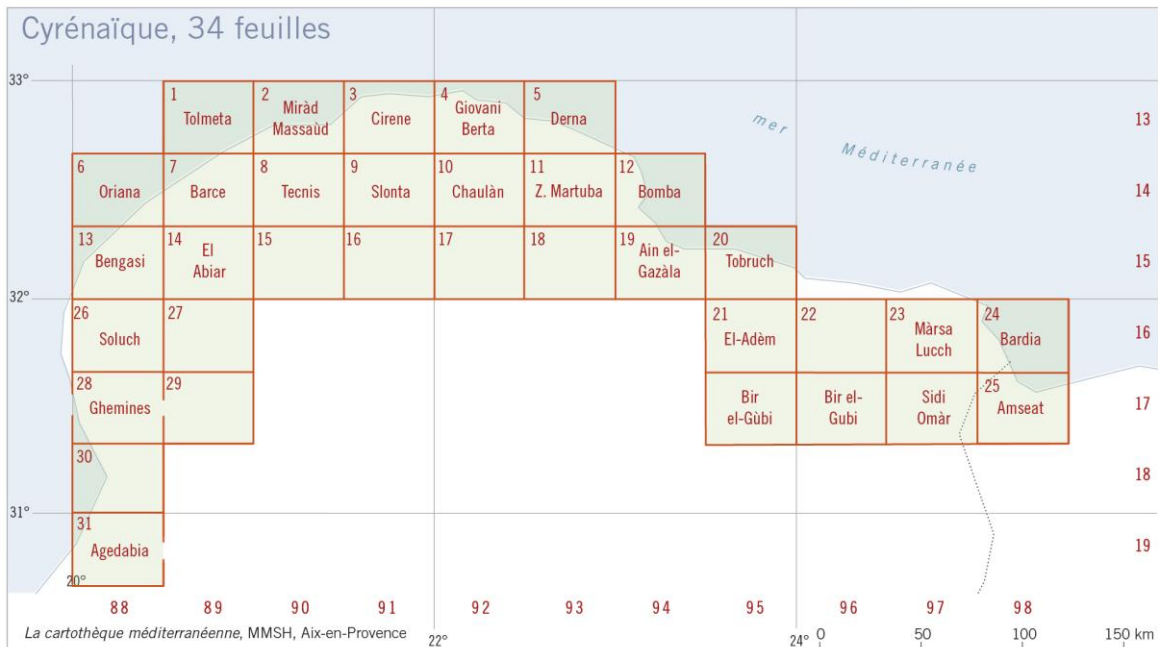 Cyrénaïque, 34 feuilles
33°
1
2
3
4
5
Tolmeta
Miràd
Massaùd
Cirene
Giovani
Berta
Derna
mer Méditerranée
13
6
7
8
9
10
11
12
Oriana
Barce
Tecnis
Slonta
Chaulàn
Z. Martuba
Bomba
14
13
14
15
16
17
18
19
20
Bengasi
El
Abiar
Ain el-
Gazàla
Tobruch
15
32°
26
27
21
22
23
24
Soluch
El-Adèm
Màrsa
Lucch
Bardia
16
28
29
25
Ghemines
Bir
el-Gùbi
Bir el-
Gubi
Sidi
Omàr
Amseat
17
30
18
31°
31
Agedabia
19
20°
88 89 90 91 92 93 94 95 96 97 98
La cartothèque méditerranéenne, MMSH, Aix-en-Provence
22°
24°
0 50 100 150 km